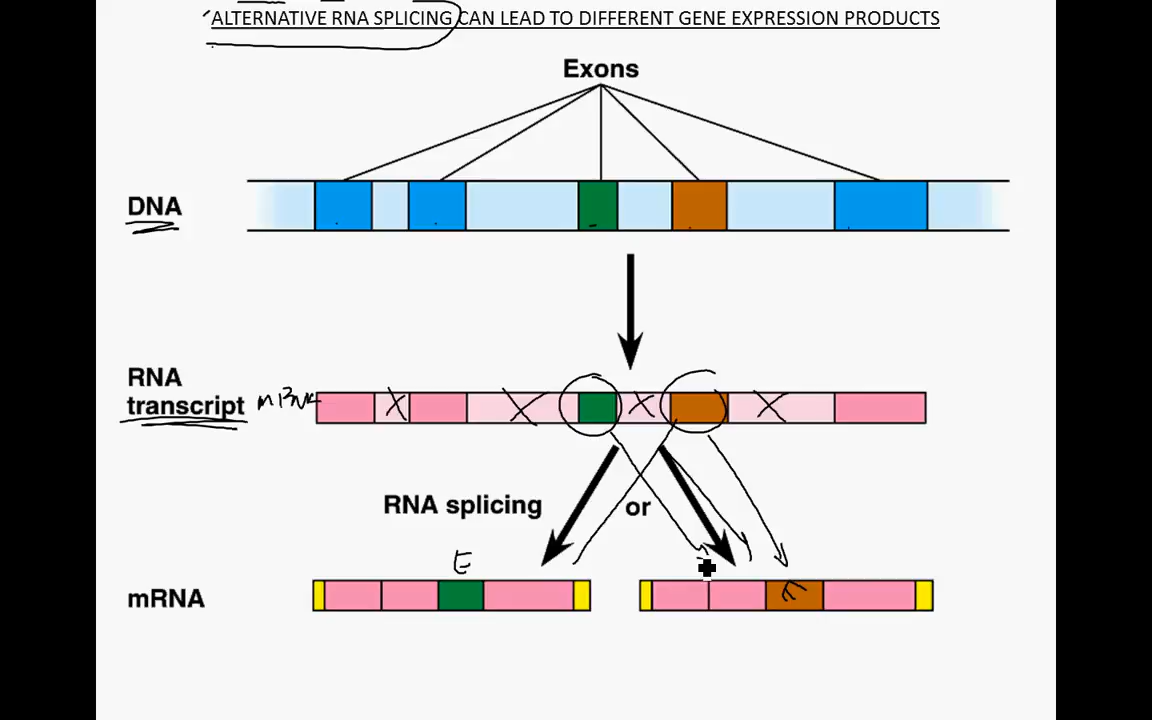 ALTERNATIVE RNA SPLICING CAN LEAD TO DIFFERENT GENE EXPRESSION PRODUCTS
Exons
DNA
RNA
transcript
X X X X
RNA splicing or
E
mRNA
E